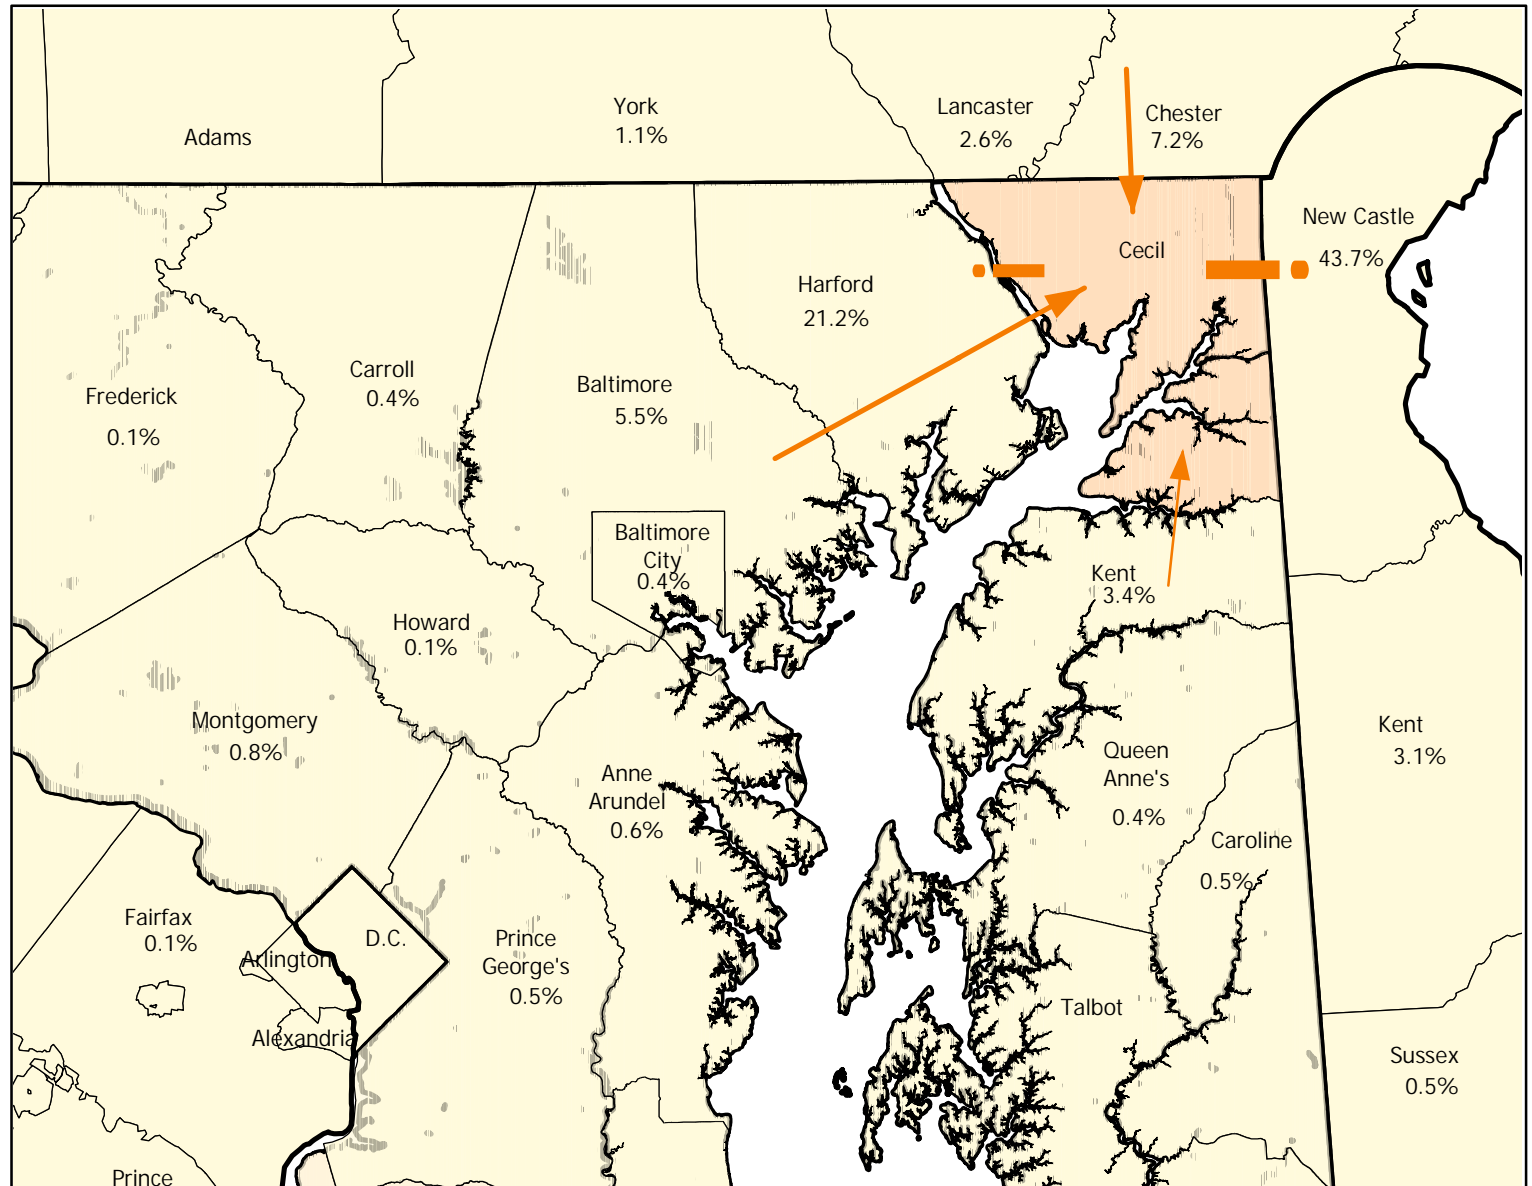 York
1.1%
Lancaster
2.6%
Chester
7.2%
Adams
New Castle
43.7%
Cecil
Harford
21.2%
Carroll
0.4%
Baltimore
5.5%
Frederick
0.1%
Baltimore
City
0.4%
Kent
3.4%
Howard
0.1%
Montgomery
0.8%
Kent
3.1%
Queen
Anne's
0.4%
Anne
Arundel
0.6%
Caroline
0.5%
Fairfax
0.1%
D.C.
Arlington
Prince
George's
0.5%
Talbot
Alexandria
Sussex
0.5%
Prince